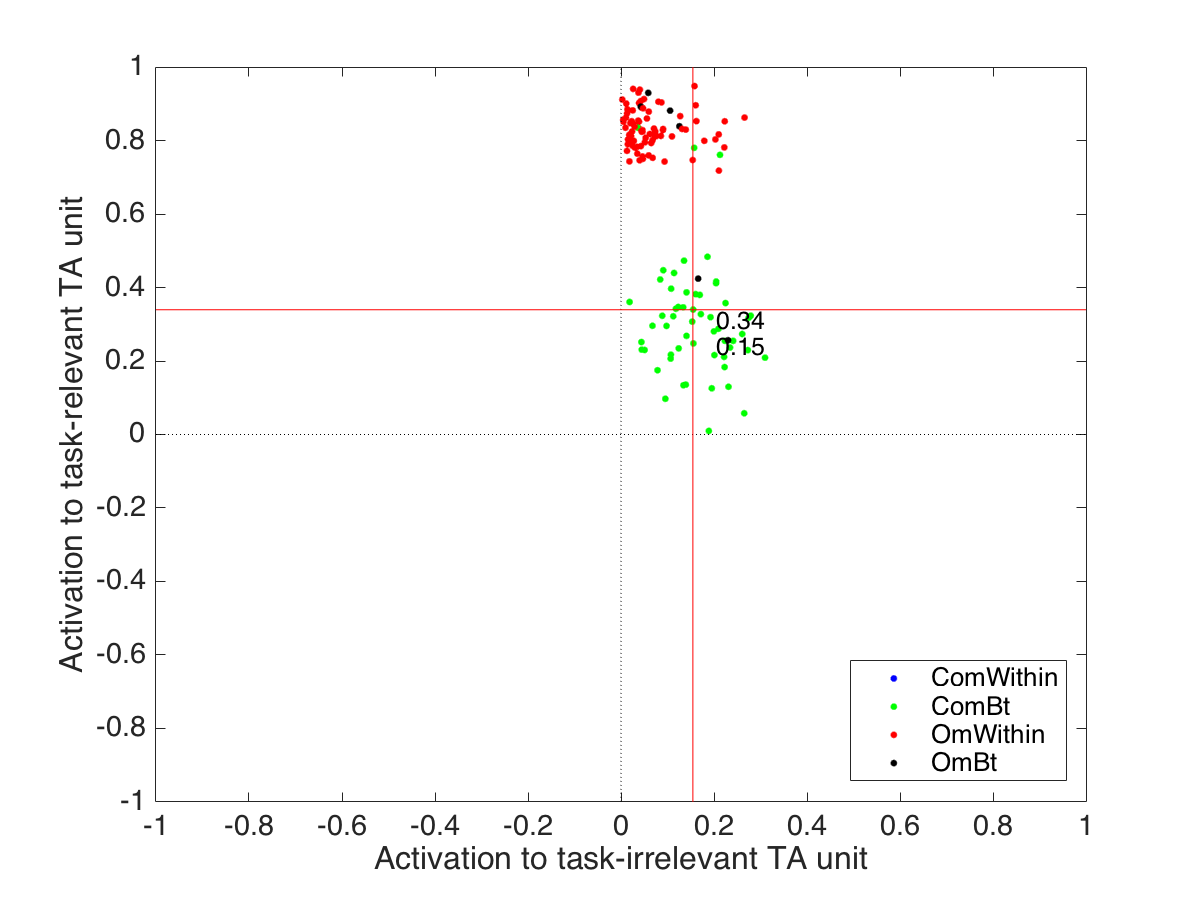 Activation to task-relevant TA unit
1
0.8
0.6
0.4
0.2
0
-0.2
-0.4
-0.6
-0.8
-1
0.34
0.15
ComWithin
ComBt
OmWithin
OmBt
-1 -0.8 -0.6 -0.4 -0.2 0 0.2 0.4 0.6 0.8 1
Activation to task-irrelevant TA unit